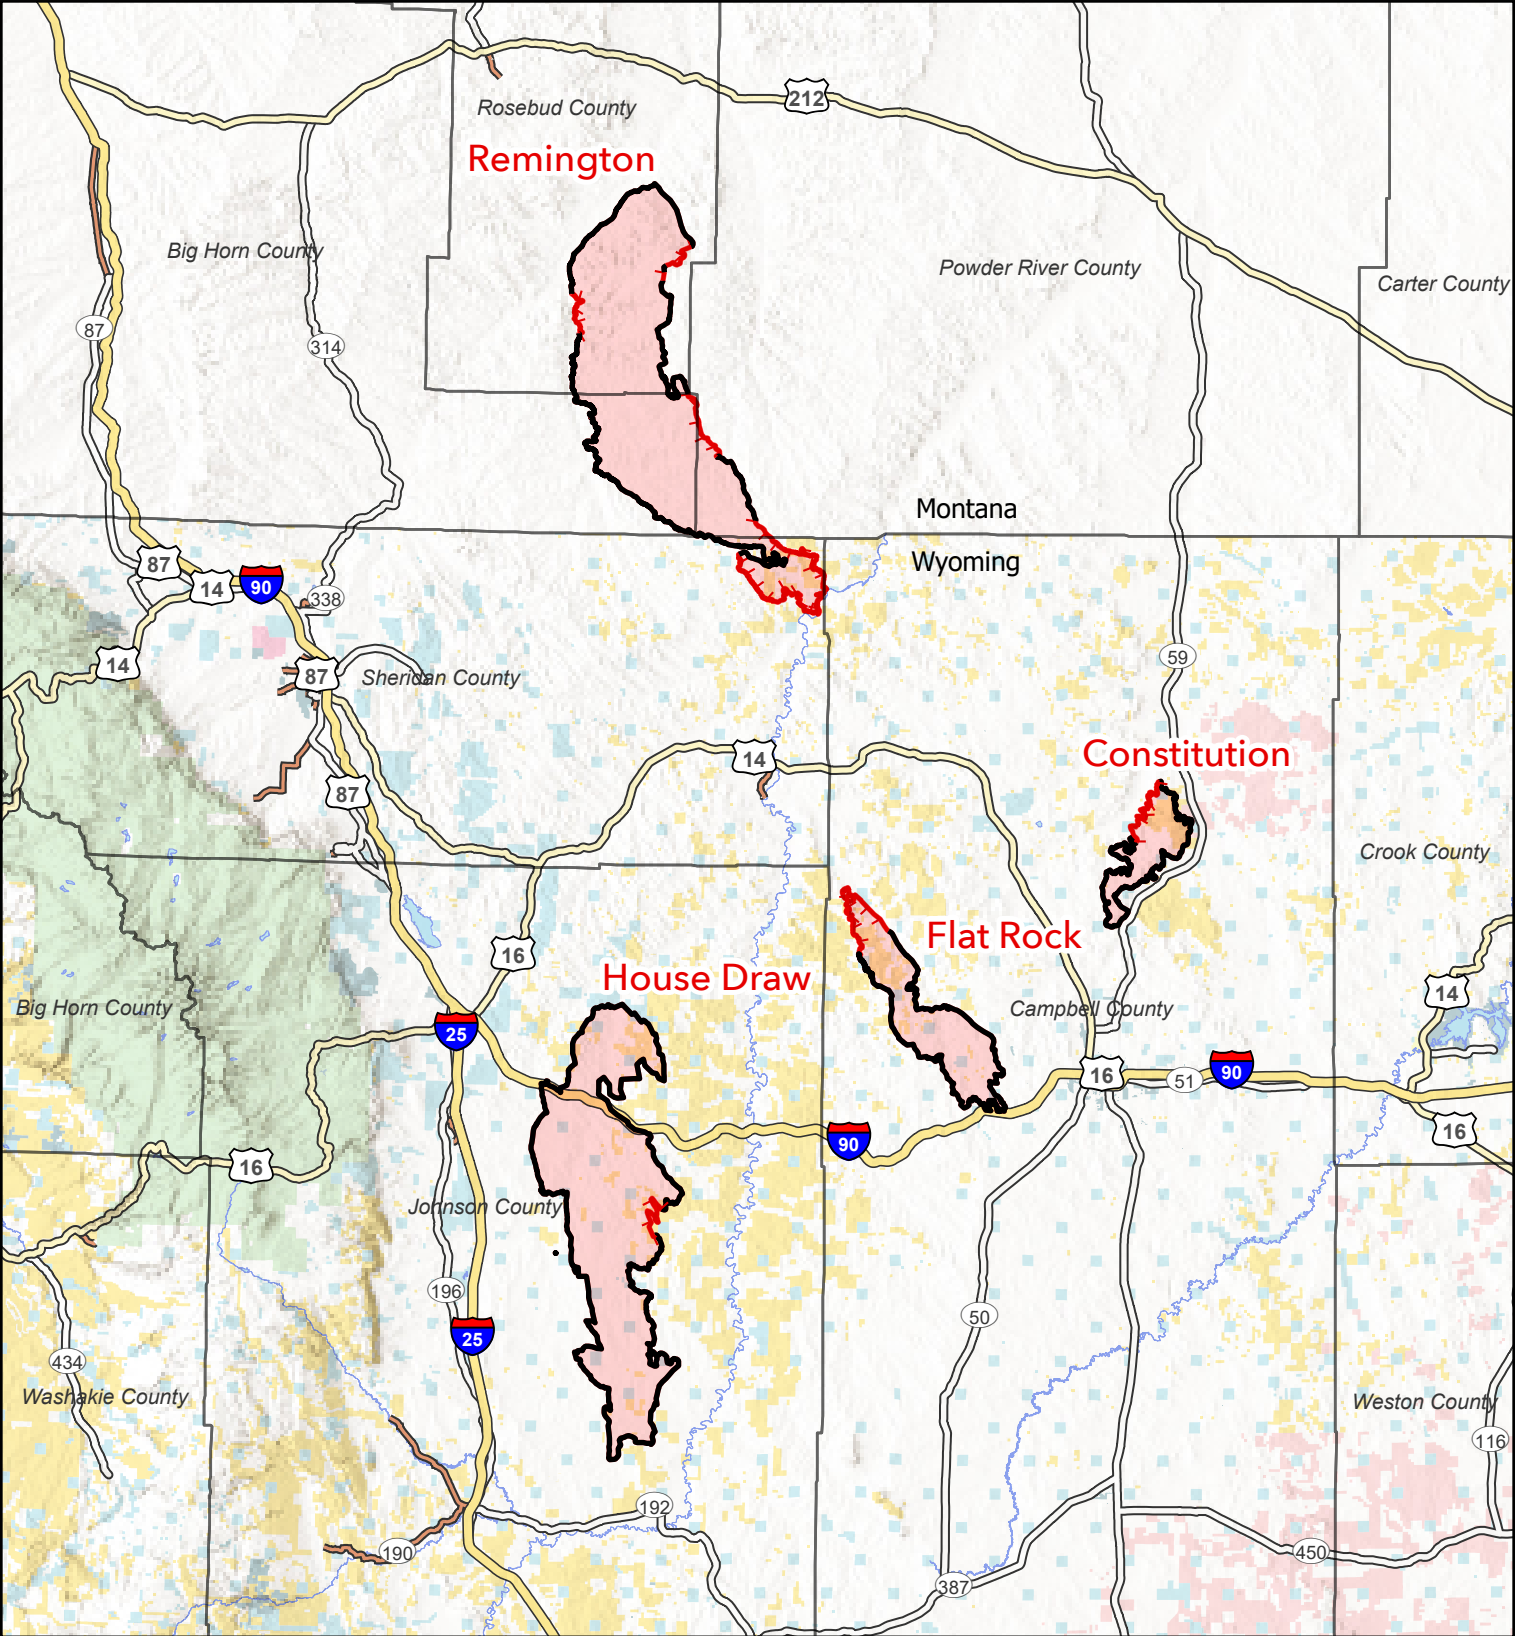 212
Rosebud County
Remington
Big Horn County
Powder River County
Carter County
87
314
Montana
Wyoming
87
14
90
338
14
87
Sheridan County
59
87
14
Constitution
Crook County
Flat Rock
16
House Draw
Big Horn County
Campbell County
14
25
16
51
90
90
16
16
Johnson County
196
25
50
434
Washakie County
Weston County
116
192
190
450
387